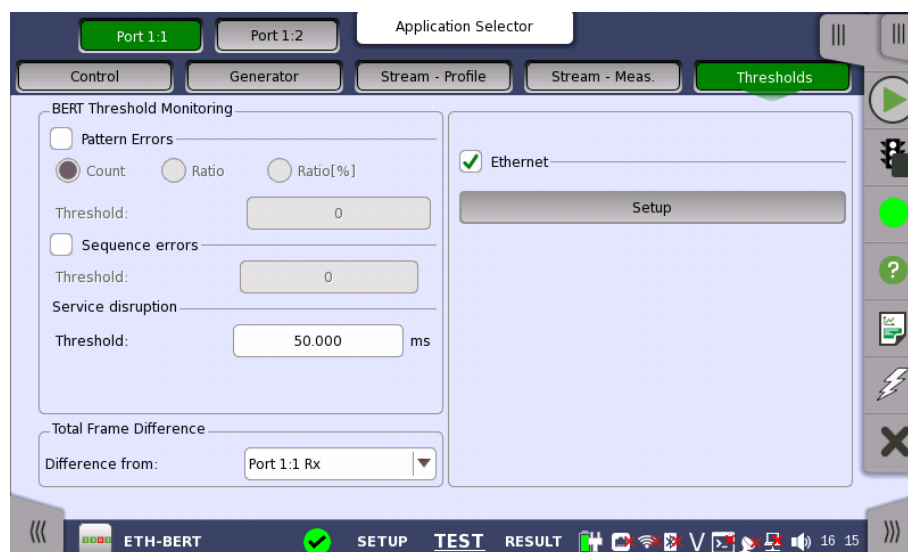 Port 1:1 Port 1:2 Application Selector
Control Generator Stream - Profile Stream - Meas. Thresholds
BERT Threshold Monitoring
Pattern Errors
Count Ratio Ratio[%]
Threshold: 0
Sequence errors
Threshold: 0
Service disruption
Threshold: 50.000 ms
Total Frame Difference
Difference from: Port 1:1 Rx
Ethernet
Setup
ETH-BERT SETUP TEST RESULT V 16 15